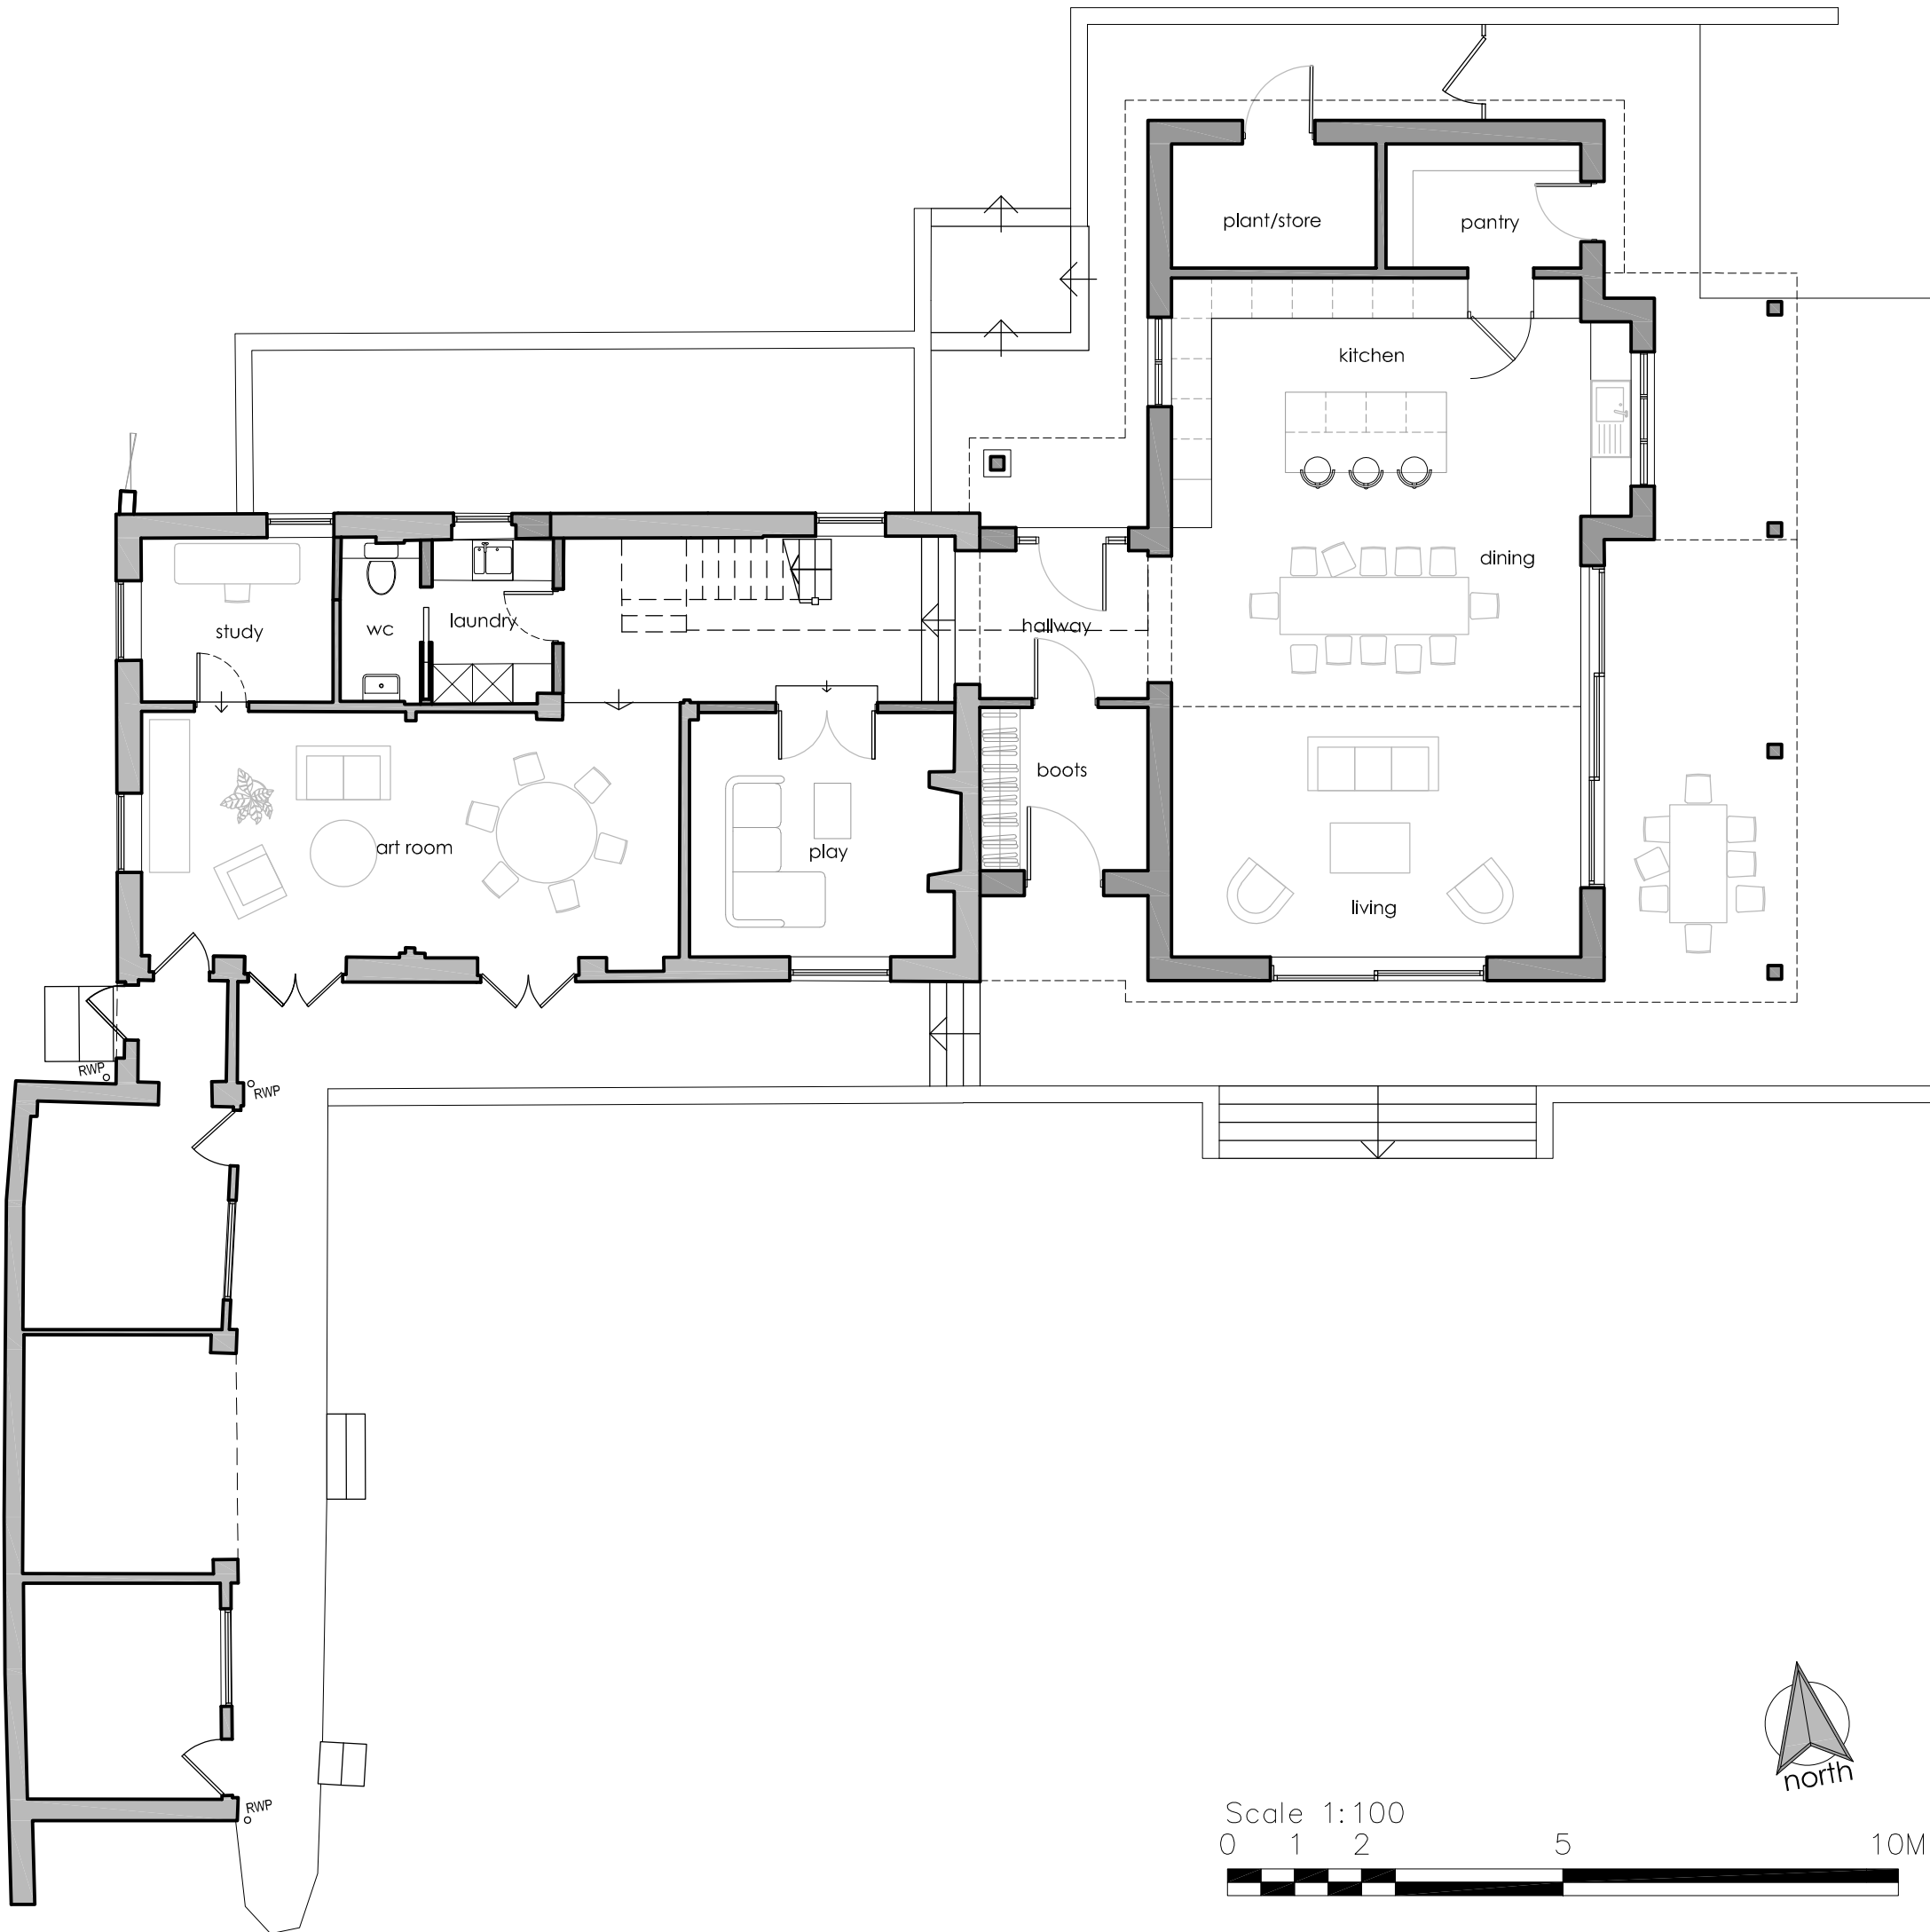 plant/store
pantry
kitchen
dining
study
wc
laundry
hallway
boots
art room
play
living
RWP
RWP
RWP
north
Scale 1:100
0 1 2 5 10M